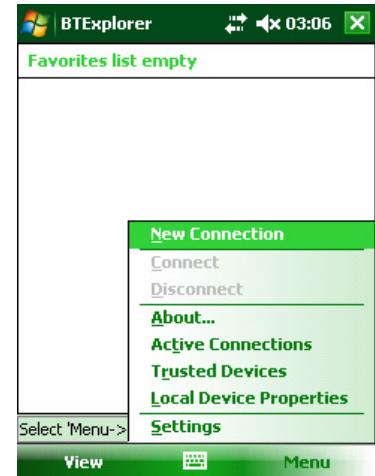 BTExplorer 03:06
Favorites list empty
New Connection
Connect
Disconnect
About...
Active Connections
Trusted Devices
Local Device Properties
Settings
Select 'Menu->
View Menu